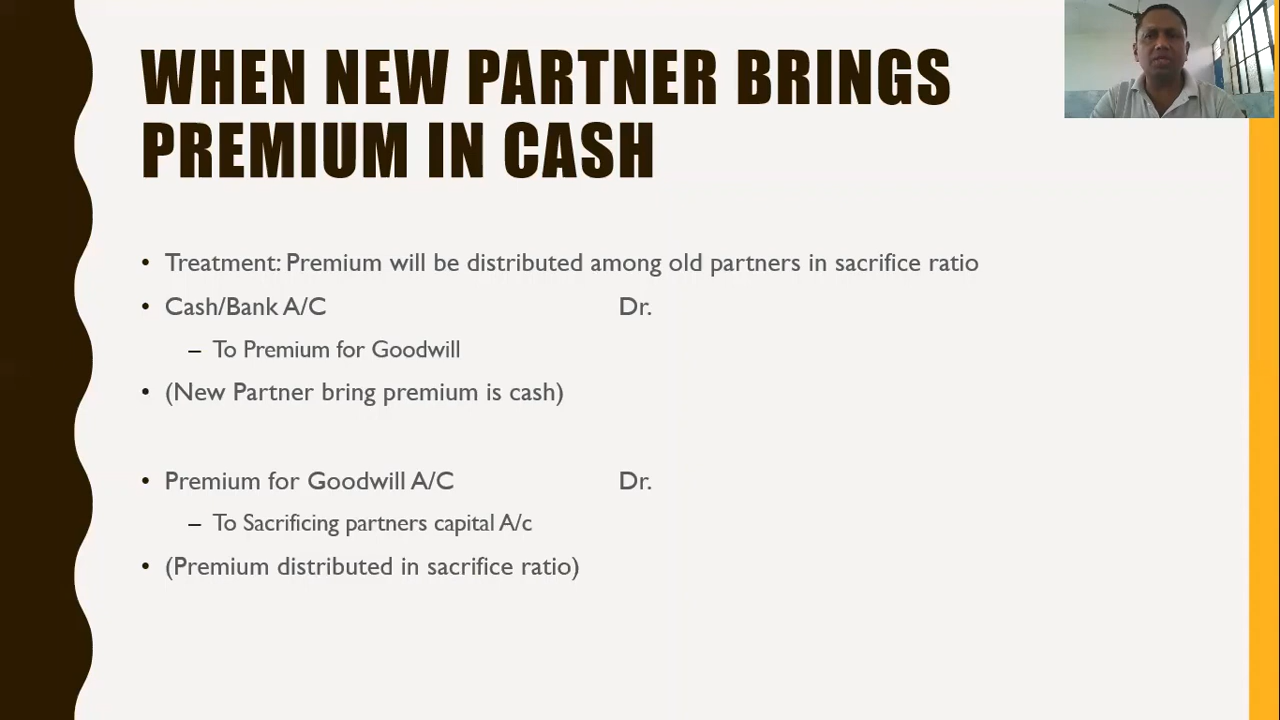 WHEN NEW PARTNER BRINGS
PREMIUM IN CASH
• Treatment: Premium will be distributed among old partners in sacrifice ratio
• Cash/Bank A/C Dr.
– To Premium for Goodwill
• (New Partner bring premium is cash)
• Premium for Goodwill A/C Dr.
– To Sacrificing partners capital A/c
• (Premium distributed in sacrifice ratio)